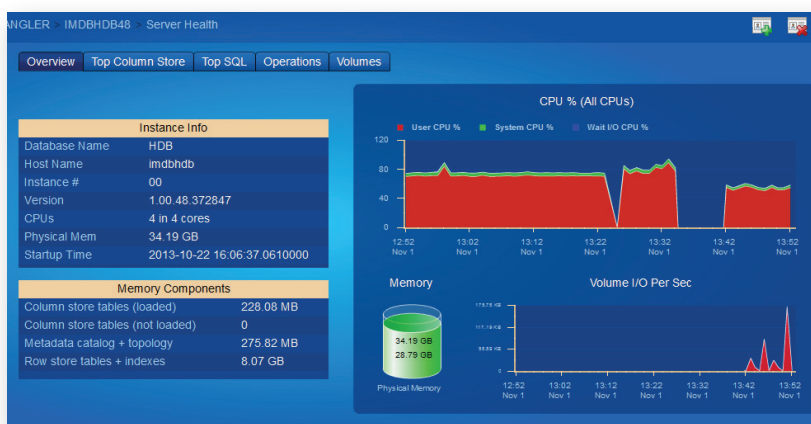 ANGLER > IMDBHDB48 > Server Health
Overview Top Column Store Top SQL Operations Volumes
Instance Info
Database Name HDB
Host Name imdbhdb
Instance # 00
Version 1.00.48.372847
CPUs 4 in 4 cores
Physical Mem 34.19 GB
Startup Time 2013-10-22 16:06:37.0610000
Memory Components
Column store tables (loaded) 228.08 MB
Column store tables (not loaded) 0
Metadata catalog + topology 275.82 MB
Row store tables + indexes 8.07 GB
CPU % (All CPUs)
User CPU % System CPU % Wait I/O CPU %
120
80
40
0
12:52 13:02 13:12 13:22 13:32 13:42 13:52
Nov 1 Nov 1 Nov 1 Nov 1 Nov 1 Nov 1 Nov 1
Memory
34.19 GB
28.79 GB
Physical Memory
Volume I/O Per Sec
0
12:52 13:02 13:12 13:22 13:32 13:42 13:52
Nov 1 Nov 1 Nov 1 Nov 1 Nov 1 Nov 1 Nov 1